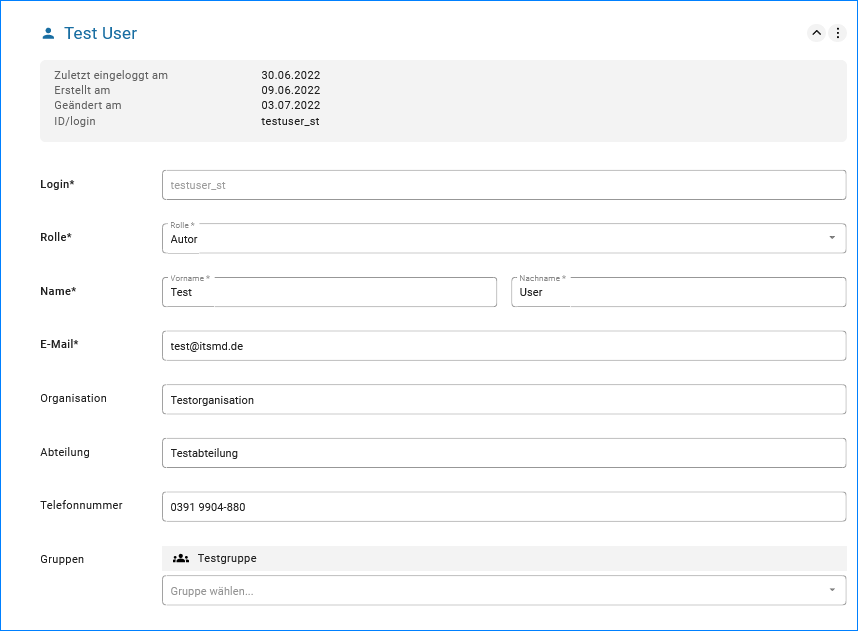 Test User
Zuletzt eingeloggt am 30.06.2022
Erstellt am 09.06.2022
Geändert am 03.07.2022
ID/login testuser_st
Login* testuser_st
Rolle*
Rolle* Autor
Vorname* Nachname*
Name* Test User
E-Mail* test@itsmd.de
Organisation Testorganisation
Abteilung Testabteilung
Telefonnummer 0391 9904-880
Gruppen Testgruppe
Gruppe wählen...